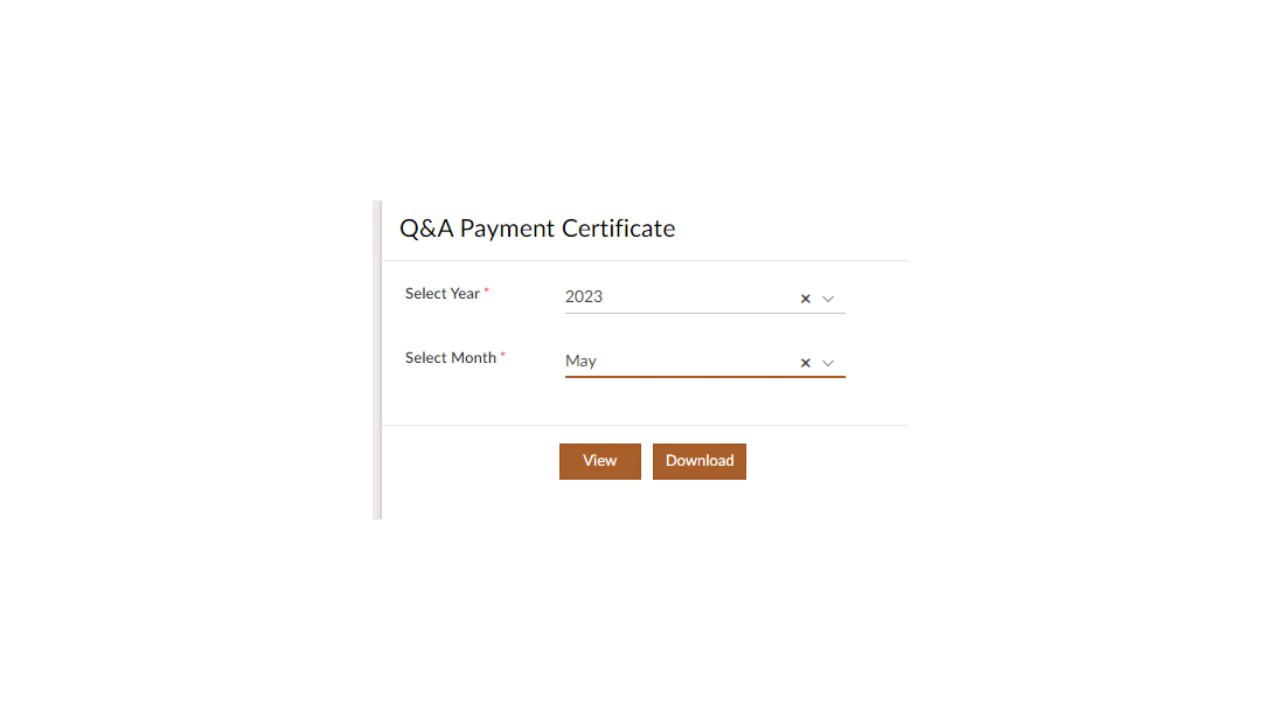 Q&A Payment Certificate
Select Year * 2023
Select Month * May
View Download